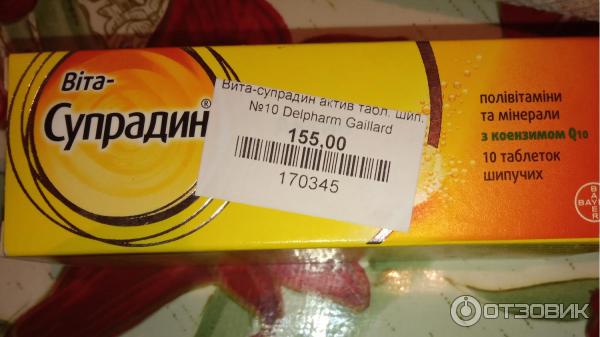 Віта-
Супрадин®
Вита-супрадин актив табл. шип.
№10 Delpharm Gaillard
155,00
170345
полівітаміни
та мінерали
з коензимом Q10
10 таблеток
шипучих
BAYER
BAYER
ОТЗОВИК